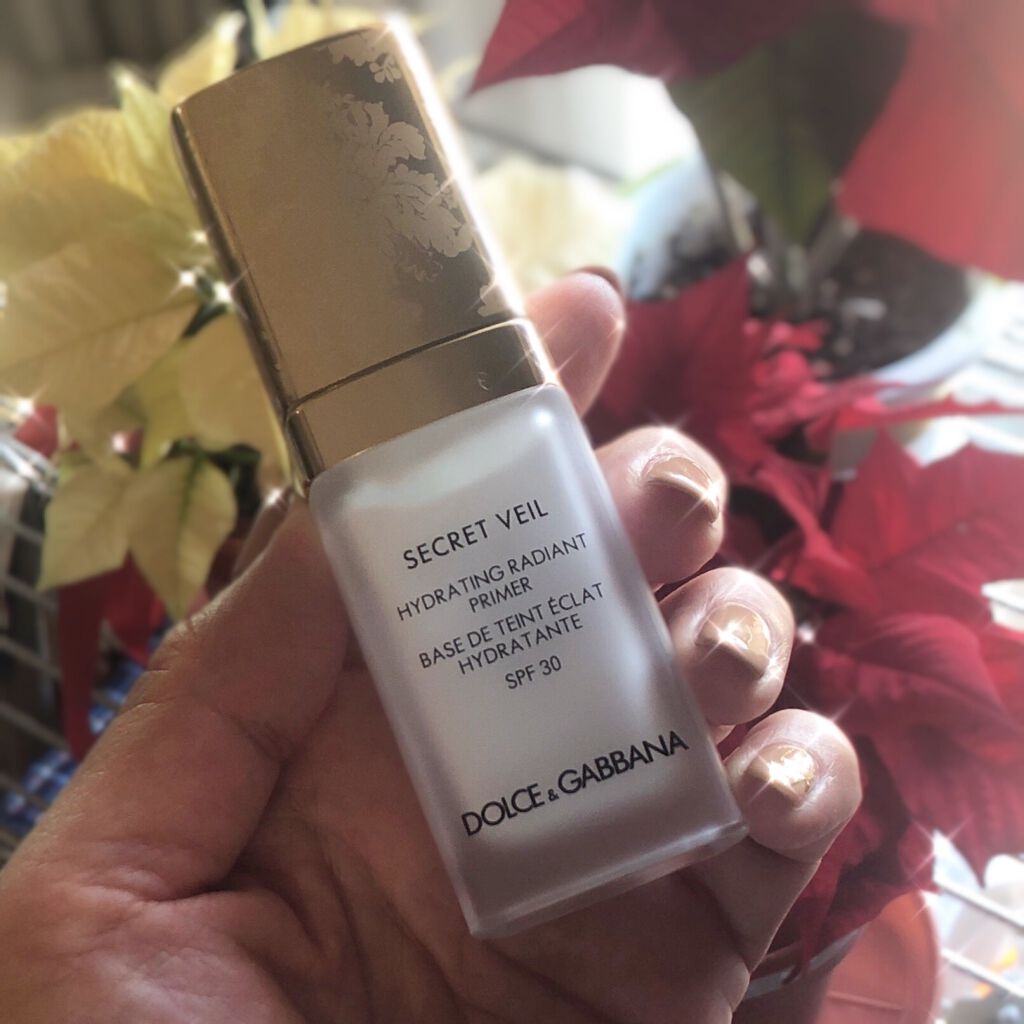 SECRET VEIL
HYDRATING RADIANT
PRIMER
BASE DE TEINT ÉCLAT
HYDRATANTE
SPF 30
DOLCE & GABBANA